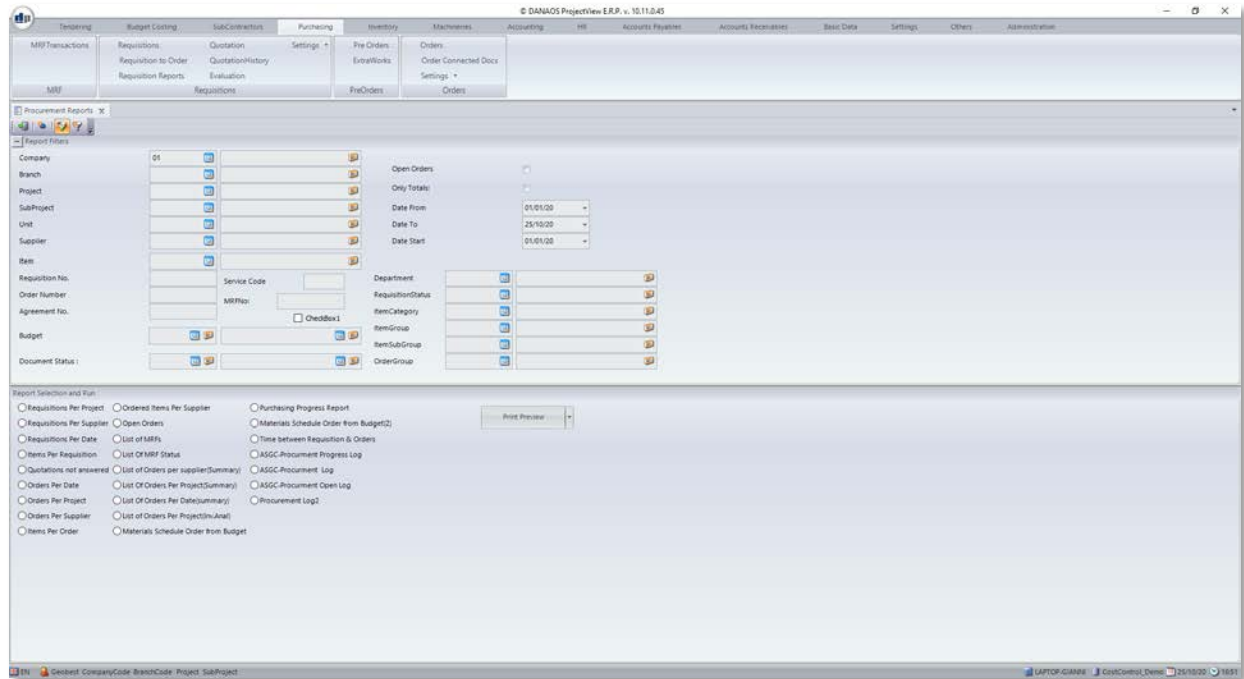 © DANAOS ProjectView E.R.P. v. 10.11.0.45
Tendering Budget Costing SubContractors Purchasing Inventory Machineries Accounting HR Accounts Payables Accounts Receivables Basic Data Settings Others Administration
MRFTransactions Requisitions Quotation Settings Pre Orders Orders
Requisition to Order QuotationHistory ExtraWorks Order Connected Docs
Requisition Reports Evaluation Settings
MRF Requisitions PreOrders Orders
Procurement Reports
Report Filters
Company 01
Branch Open Orders
Project Only Totals:
SubProject Date From 01/01/20
Unit Date To 25/10/20
Supplier Date Start 01/01/20
Item
Requisition No. Service Code Department
Order Number MRFNo: RequisitionStatus
Agreement No. CheckBox1 ItemCategory
Budget ItemGroup
ItemSubGroup
Document Status : OrderGroup
Report Selection and Run
Requisitions Per Project Ordered Items Per Supplier Purchasing Progress Report Print Preview
Requisitions Per Supplier Open Orders Materials Schedule Order from Budget(2)
Requisitions Per Date List of MRFs Time between Requisition & Orders
Items Per Requisition List Of MRF Status ASGC-Procurment Progress Log
Quotations not answered List of Orders per supplier(Summary) ASGC-Procurment Log
Orders Per Date List Of Orders Per Project(Summary) ASGC-Procurment Open Log
Orders Per Project List Of Orders Per Date(summary) Procurement Log2
Orders Per Supplier List of Orders Per Project(Inv.Anal)
Items Per Order Materials Schedule Order from Budget
EN Geobest CompanyCode BranchCode Project SubProject LAPTOP-GIANNI CostControl_Demo 25/10/20 16:51